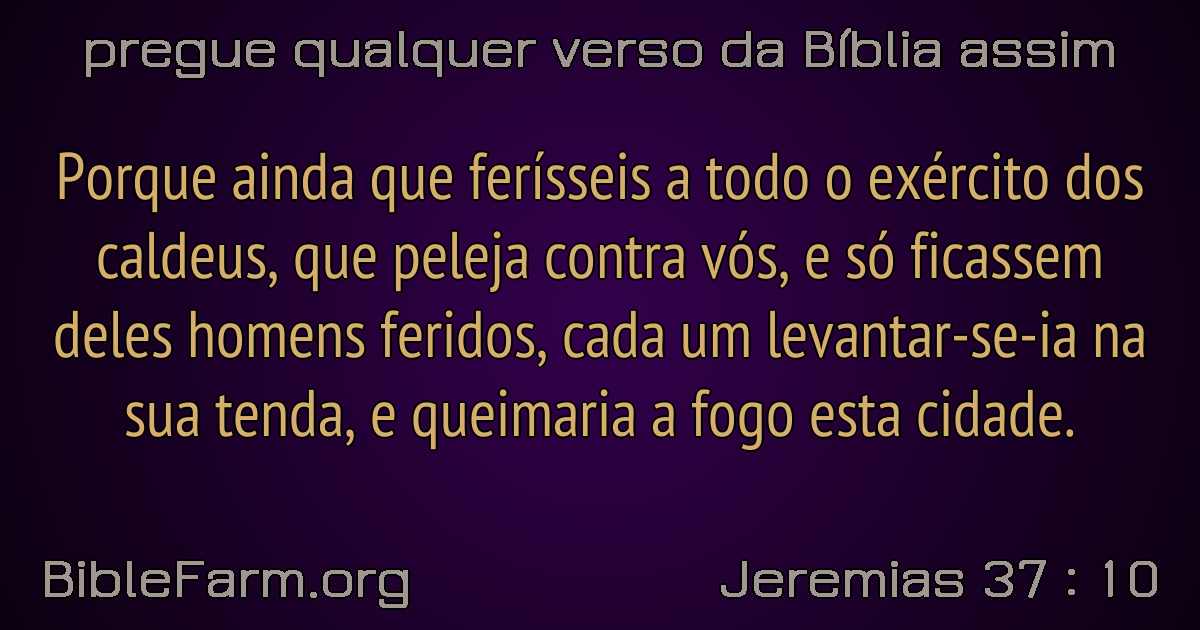 pregue qualquer verso da Bíblia assim
Porque ainda que ferísseis a todo o exército dos
caldeus, que peleja contra vós, e só ficassem
deles homens feridos, cada um levantar-se-ia na
sua tenda, e queimaria a fogo esta cidade.
BibleFarm.org
Jeremias 37 : 10